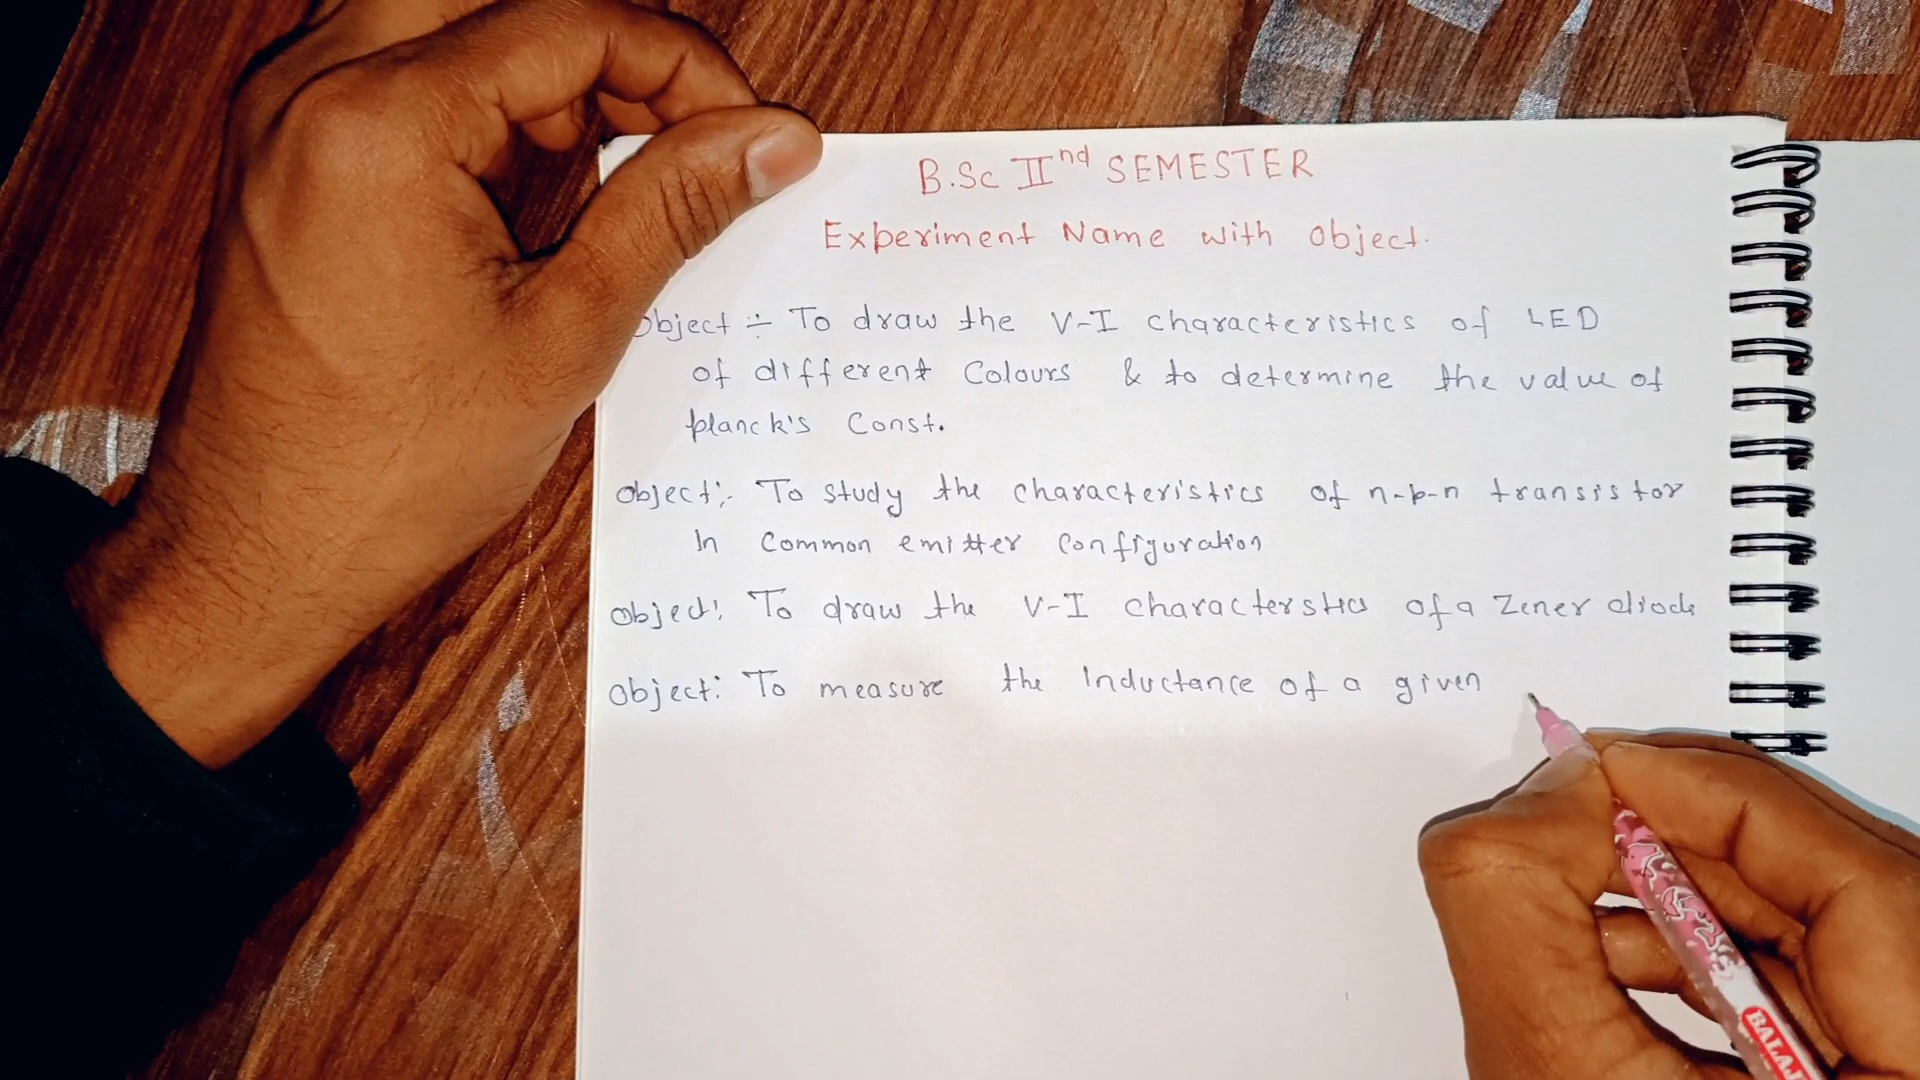 B.Sc IInd SEMESTER
Experiment Name with Object.
Object ÷ To draw the V-I characteristics of LED
of different Colours & to determine the value of
planck's Const.
Object:- To study the characteristics of n-p-n transistor
In Common emitter Configuration
Object: To draw the V-I characterstics of a Zener diode
Object: To measure the Inductance of a given
BALAJ